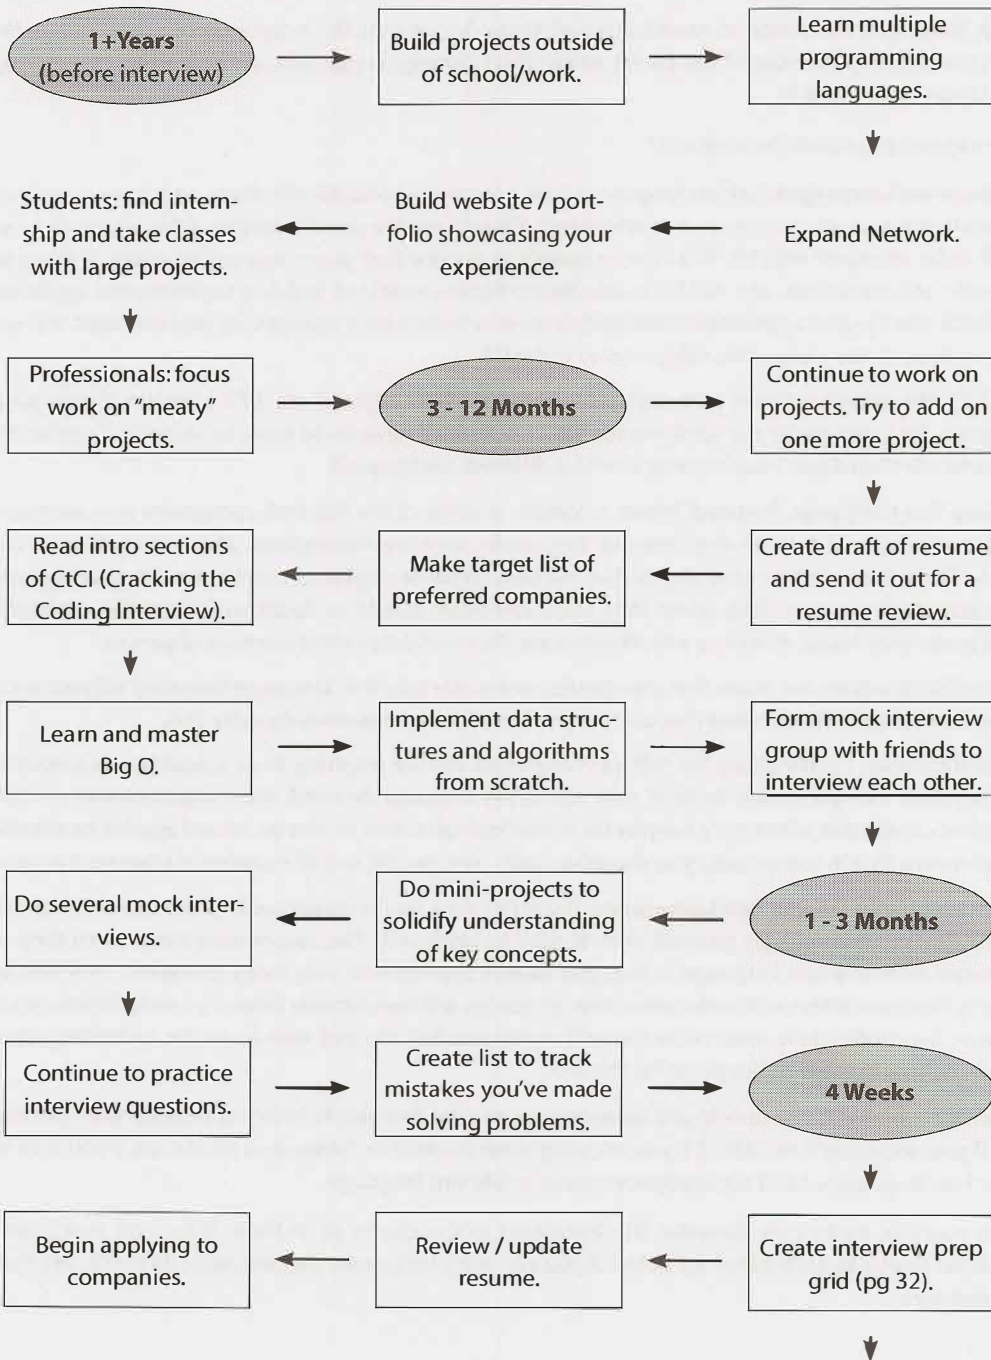 1+Years
(before interview)
Build projects outside
of school/work.
Learn multiple
programming
languages.
Expand Network.
Build website / port-
folio showcasing your
experience.
Students: find intern-
ship and take classes
with large projects.
Professionals: focus
work on "meaty"
projects.
3 - 12 Months
Continue to work on
projects. Try to add on
one more project.
Create draft of resume
and send it out for a
resume review.
Make target list of
preferred companies.
Read intro sections
of CtCI (Cracking the
Coding Interview).
Learn and master
Big O.
Implement data struc-
tures and algorithms
from scratch.
Form mock interview
group with friends to
interview each other.
1 - 3 Months
Do mini-projects to
solidify understanding
of key concepts.
Do several mock inter-
views.
Continue to practice
interview questions.
Create list to track
mistakes you've made
solving problems.
4 Weeks
Create interview prep
grid (pg 32).
Review / update
resume.
Begin applying to
companies.